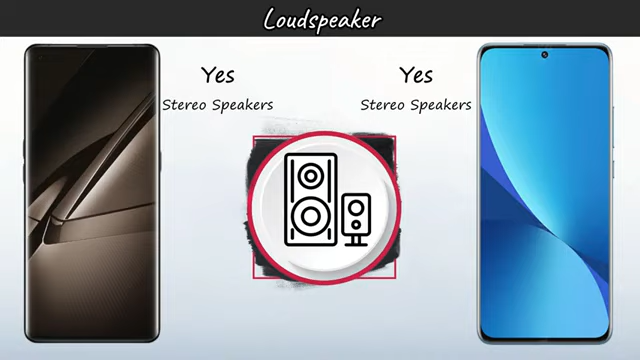 Loudspeaker
Yes
Stereo Speakers
Yes
Stereo Speakers